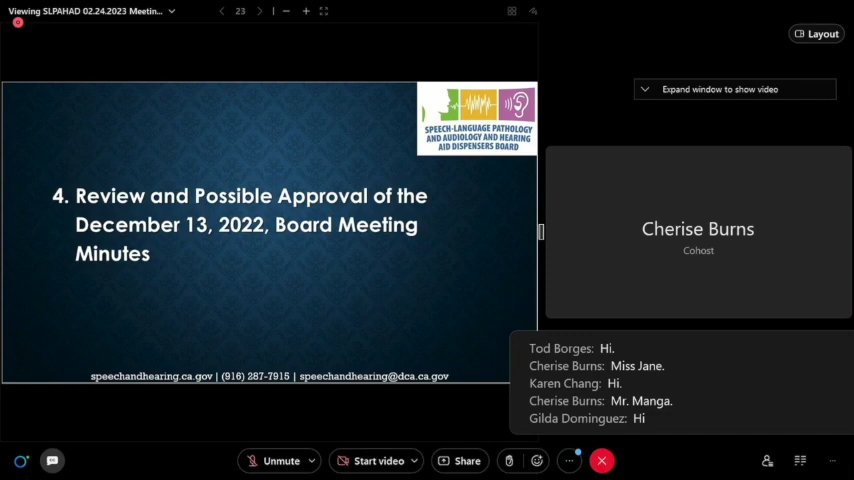 Viewing SLPAHAD 02.24.2023 Meetin...
23
Layout
Expand window to show video
SPEECH-LANGUAGE PATHOLOGY
AND AUDIOLOGY AND HEARING
AID DISPENSERS BOARD
4. Review and Possible Approval of the
December 13, 2022, Board Meeting
Minutes
speechandhearing.ca.gov | (916) 287-7915 | speechandhearing@dca.ca.gov
Cherise Burns
Cohost
Tod Borges: Hi.
Cherise Burns: Miss Jane.
Karen Chang: Hi.
Cherise Burns: Mr. Manga.
Gilda Dominguez: Hi
Unmute
Start video
Share